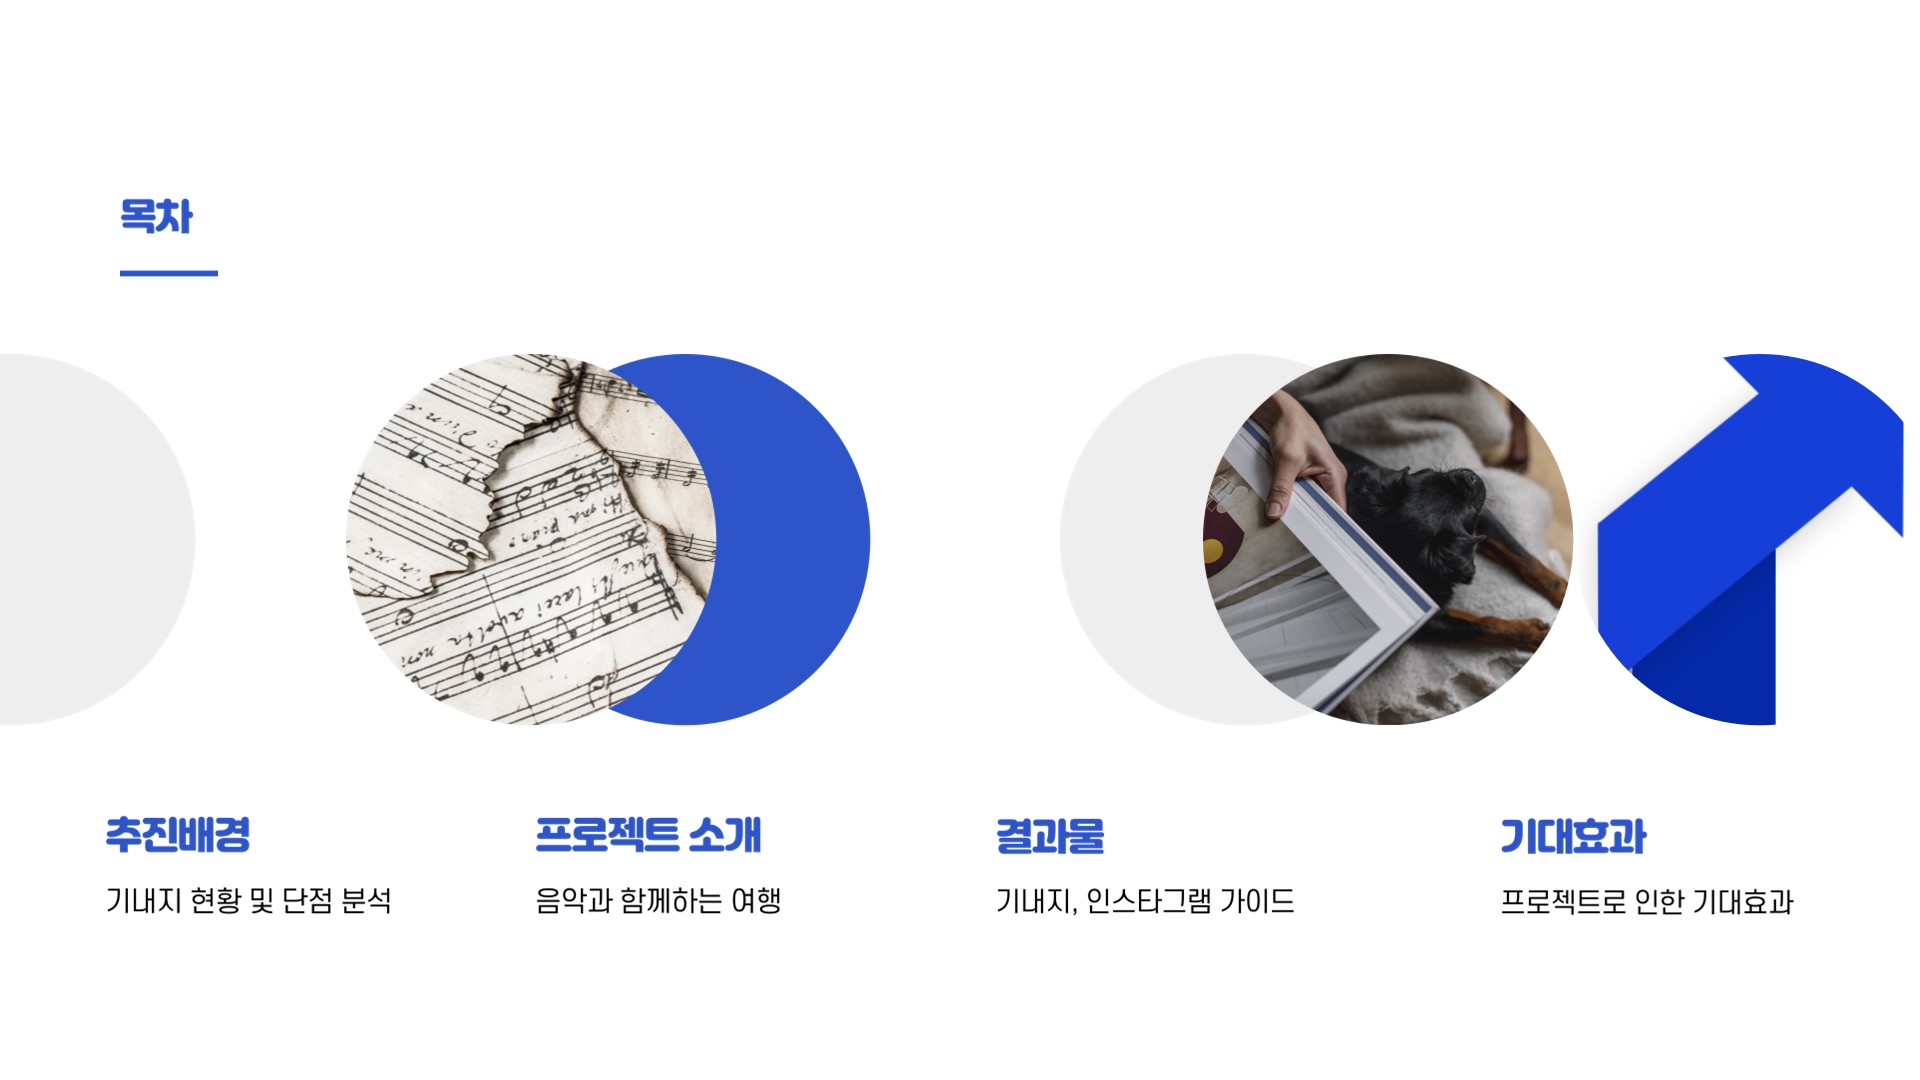 목차
추진배경
기내지 현황 및 단점 분석
프로젝트 소개
음악과 함께하는 여행
결과물
기내지, 인스타그램 가이드
기대효과
프로젝트로 인한 기대효과